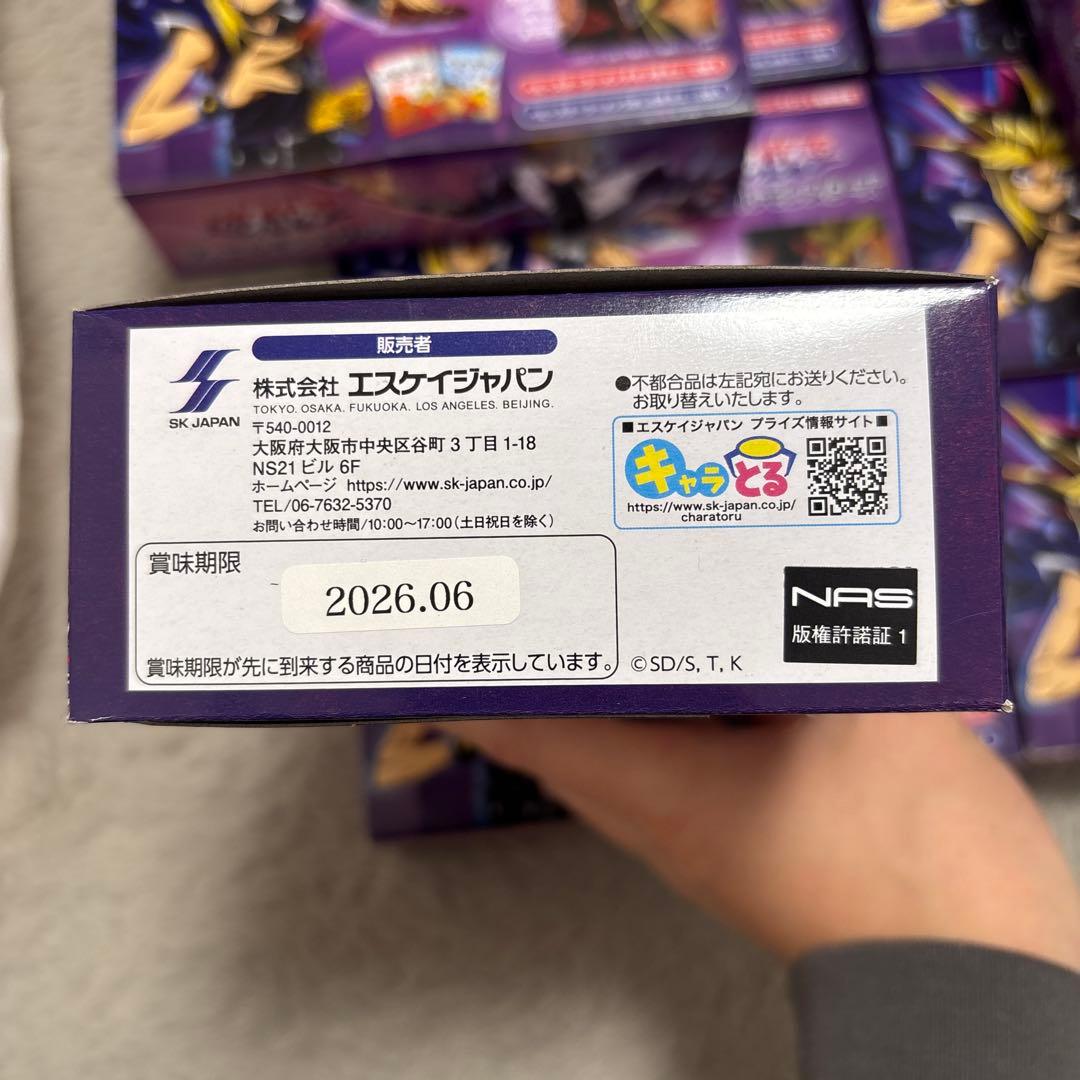 販売者
SK JAPAN
株式会社 エスケイジャパン
TOKYO. OSAKA. FUKUOKA. LOS ANGELES. BEIJING.
〒540-0012
大阪府大阪市中央区谷町3丁目1-18
NS21ビル 6F
ホームページ https://www.sk-japan.co.jp/
TEL/06-7632-5370
お問い合わせ時間/10:00〜17:00(土日祝日を除く)
●不都合品は左記宛にお送りください。
お取り替えいたします。
■エスケイジャパン プライズ情報サイト■
キャラとる
https://www.sk-japan.co.jp/
charatoru
賞味期限
2026.06
賞味期限が先に到来する商品の日付を表示しています。
©SD/S, T, K
NAS
版権許諾証 1